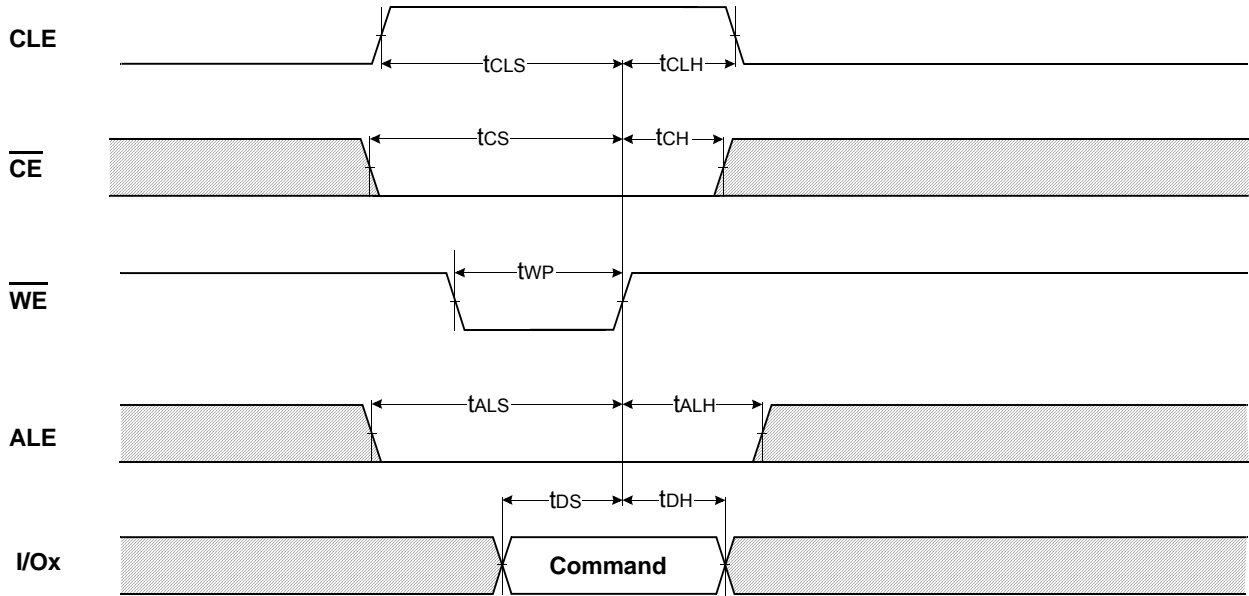 CLE
tCLS
tCLH
CE
tCS
tCH
WE
tWP
ALE
tALS
tALH
tDS
tDH
I/Ox
Command